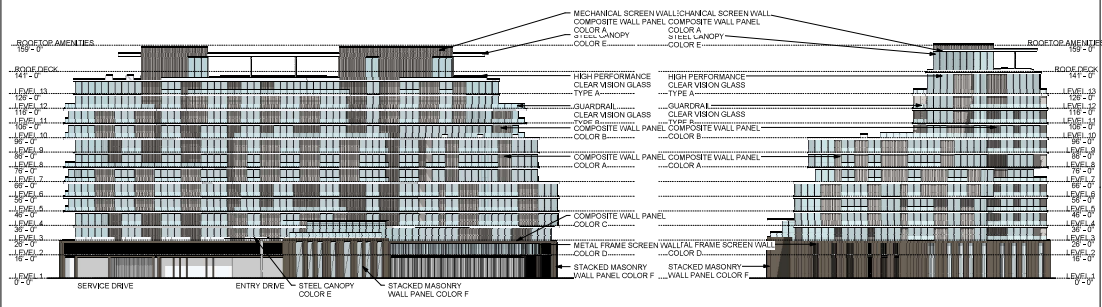 ROOFTOP AMENITIES
159' - 0"
ROOF DECK
141' - 0"
LEVEL 13
126' - 0"
LEVEL 12
116' - 0"
LEVEL 11
106' - 0"
LEVEL 10
96' - 0"
LEVEL 9
86' - 0"
LEVEL 8
76' - 0"
LEVEL 7
66' - 0"
LEVEL 6
56' - 0"
LEVEL 5
46' - 0"
LEVEL 4
36' - 0"
LEVEL 3
26' - 0"
LEVEL 2
16' - 0"
LEVEL 1
0' - 0"
SERVICE DRIVE
ENTRY DRIVE
STEEL CANOPY
COLOR E
STACKED MASONRY
WALL PANEL COLOR F
MECHANICAL SCREEN WALL
COMPOSITE WALL PANEL
COLOR A
STEEL CANOPY
COLOR E
HIGH PERFORMANCE
CLEAR VISION GLASS
TYPE A
GUARDRAIL
CLEAR VISION GLASS
TYPE B
COMPOSITE WALL PANEL
COLOR B
COMPOSITE WALL PANEL
COLOR A
COMPOSITE WALL PANEL
COLOR C
METAL FRAME SCREEN WALL
COLOR D
STACKED MASONRY
WALL PANEL COLOR F
ECHANICAL SCREEN WALL
COMPOSITE WALL PANEL
COLOR A
STEEL CANOPY
COLOR E
HIGH PERFORMANCE
CLEAR VISION GLASS
TYPE A
GUARDRAIL
CLEAR VISION GLASS
TYPE B
COMPOSITE WALL PANEL
COLOR B
COMPOSITE WALL PANEL
COLOR A
TAL FRAME SCREEN WALL
COLOR D
STACKED MASONRY
WALL PANEL COLOR F
ROOFTOP AMENITIES
159' - 0"
ROOF DECK
141' - 0"
LEVEL 13
126' - 0"
LEVEL 12
116' - 0"
LEVEL 11
106' - 0"
LEVEL 10
96' - 0"
LEVEL 9
86' - 0"
LEVEL 8
76' - 0"
LEVEL 7
66' - 0"
LEVEL 6
56' - 0"
LEVEL 5
46' - 0"
LEVEL 4
36' - 0"
LEVEL 3
26' - 0"
LEVEL 2
16' - 0"
LEVEL 1
0' - 0"